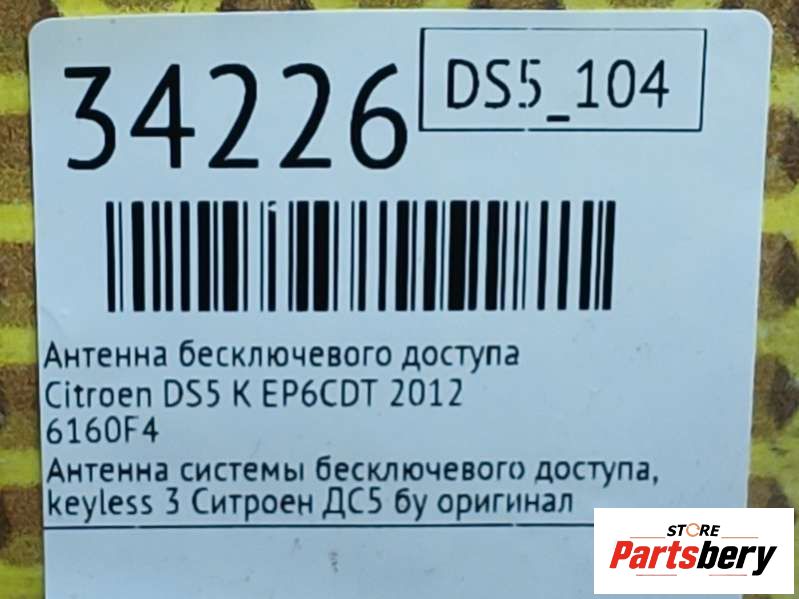 34226
DS5_104
Антенна бесключевого доступа
Citroen DS5 K EP6CDT 2012
6160F4
Антенна системы бесключевого доступа,
keyless 3 Ситроен ДС5 бу оригинал
STORE
Partsbery